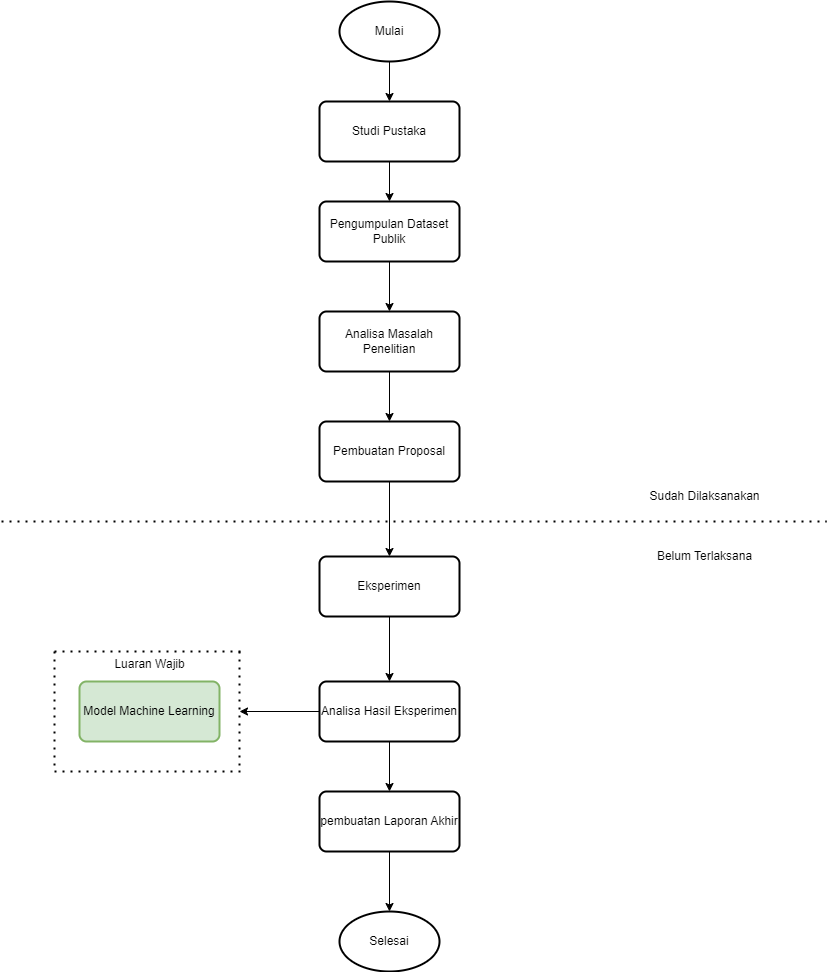 Mulai
Studi Pustaka
Pengumpulan Dataset
Publik
Analisa Masalah
Penelitian
Pembuatan Proposal
Sudah Dilaksanakan
Belum Terlaksana
Eksperimen
Luaran Wajib
Model Machine Learning
Analisa Hasil Eksperimen
pembuatan Laporan Akhir
Selesai